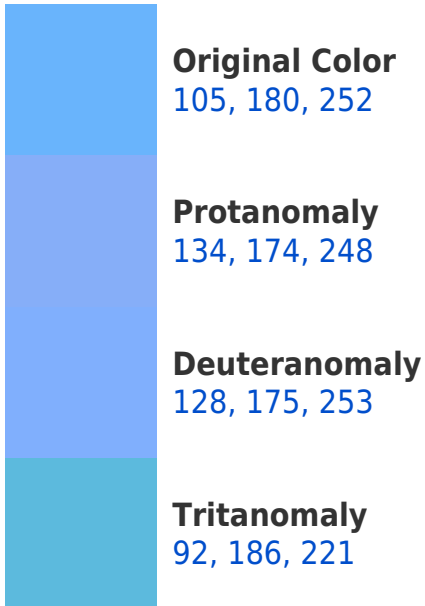 Original Color
105, 180, 252
Protanomaly
134, 174, 248
Deuteranomaly
128, 175, 253
Tritanomaly
92, 186, 221